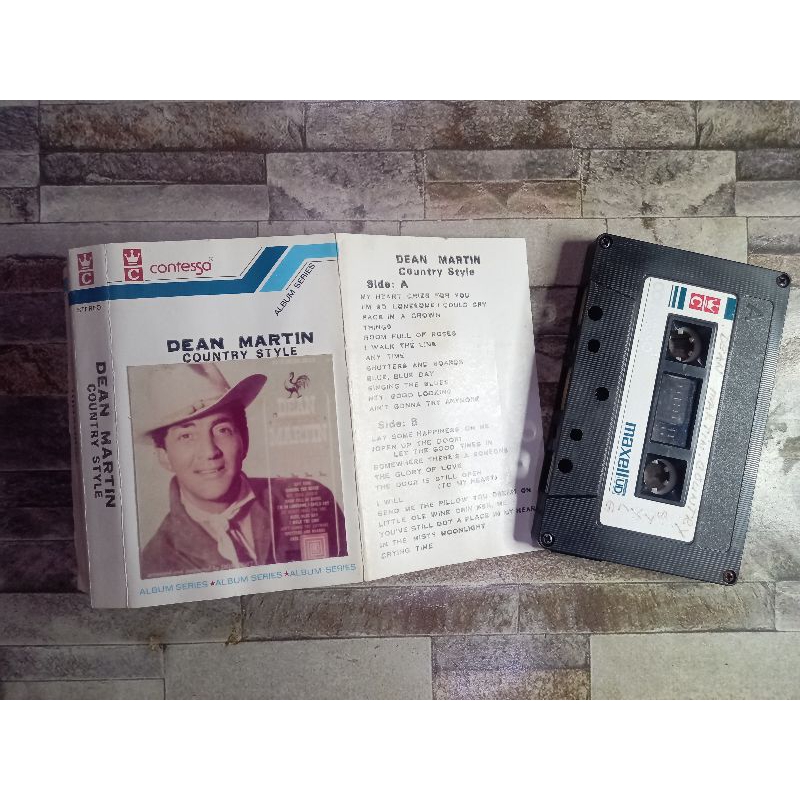 C
STEREO
DEAN MARTIN
COUNTRY STYLE
C
contessa
ALBUM SERIES
DEAN MARTIN
COUNTRY STYLE
DEAN
MARTIN
ALBUM SERIES ★ ALBUM SERIES ★ ALBUM SERIES
DEAN MARTIN
Country Style
Side: A
MY HEART CRIES FOR YOU
I'M SO LONESOME I COULD CRY
FACE IN A CROWN
THINGS
ROOM FULL OF ROSES
I WALK THE LINE
ANY TIME
SHUTTERS AND BOARDS
BLUE, BLUE DAY
SINGING THE BLUES
HEY, GOOD LOOKING
AIN'T GONNA TRY ANYMORE
Side: B
LAY SOME HAPPINESS ON ME
(OPEN UP THE DOOR)
LET THE GOOD TIMES IN
SOMEWHERE THERE'S A SOMEONE
THE GLORY OF LOVE
THE DOOR IS STILL OPEN
(TO MY HEART)
I WILL
SEND ME THE PILLOW YOU DREAM ON
LITTLE OLE WINE DRINKER, ME
YOU'VE STILL GOT A PLACE IN MY HEART
IN THE MISTY MOONLIGHT
CRYING TIME
A
C
maxell